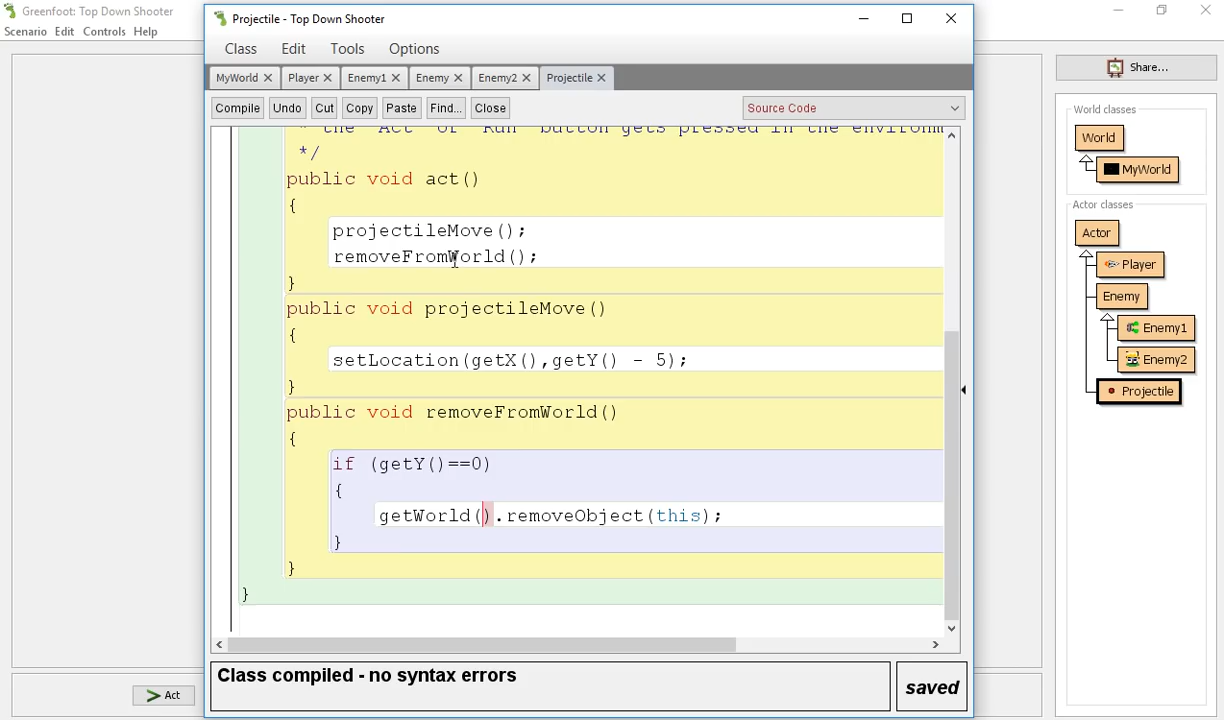 Greenfoot: Top Down Shooter
Scenario Edit Controls Help
Projectile - Top Down Shooter
Class Edit Tools Options
MyWorld Player Enemy1 Enemy Enemy2 Projectile
Compile Undo Cut Copy Paste Find... Close Source Code
* the 'Act' or 'Run' button gets pressed in the environm
*/
public void act()
{
projectileMove();
removeFromWorld();
}
public void projectileMove()
{
setLocation(getX(),getY() - 5);
}
public void removeFromWorld()
{
if (getY()==0)
{
getWorld().removeObject(this);
}
}
}
Class compiled - no syntax errors
saved
Act
Share...
World classes
World
MyWorld
Actor classes
Actor
Player
Enemy
Enemy1
Enemy2
Projectile